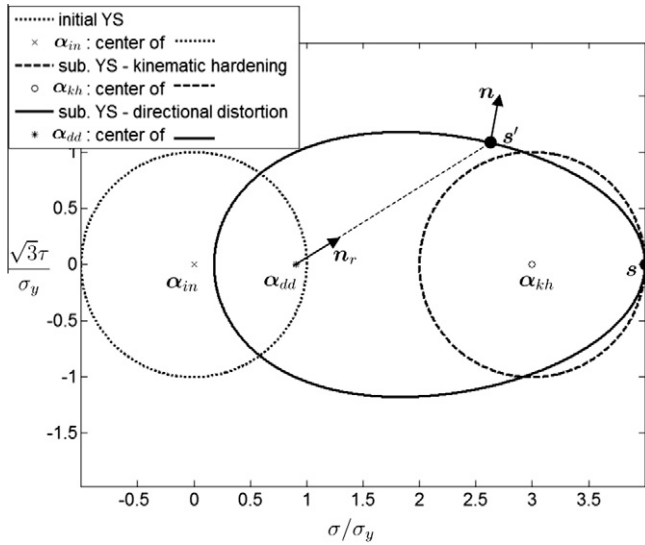 initial YS
α_in : center of
sub. YS - kinematic hardening
α_kh : center of
sub. YS - directional distortion
α_dd : center of
n
s′
1
0.5
√3τ/σ_y
0
n_r
α_in
α_dd
α_kh
s
-0.5
-1
-1.5
-0.5 0 0.5 1 1.5 2 2.5 3 3.5 4
σ/σ_y